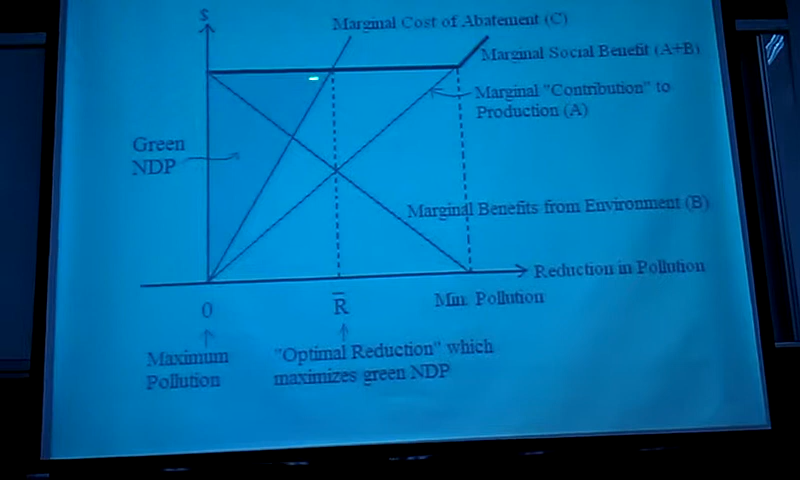 $
Marginal Cost of Abatement (C)
Marginal Social Benefit (A+B)
Marginal "Contribution" to
Production (A)
Green
NDP
Marginal Benefits from Environment (B)
Reduction in Pollution
0
R̅
Min. Pollution
Maximum
Pollution
"Optimal Reduction" which
maximizes green NDP